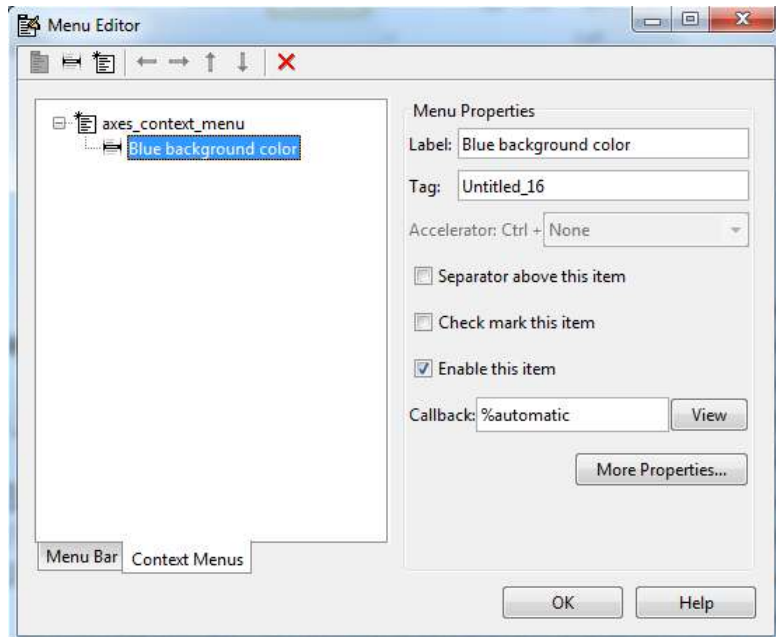 Menu Editor
axes_context_menu
Blue background color
Menu Bar
Context Menus
Menu Properties
Label: Blue background color
Tag: Untitled_16
Accelerator: Ctrl + None
Separator above this item
Check mark this item
Enable this item
Callback: %automatic View
More Properties...
OK Help